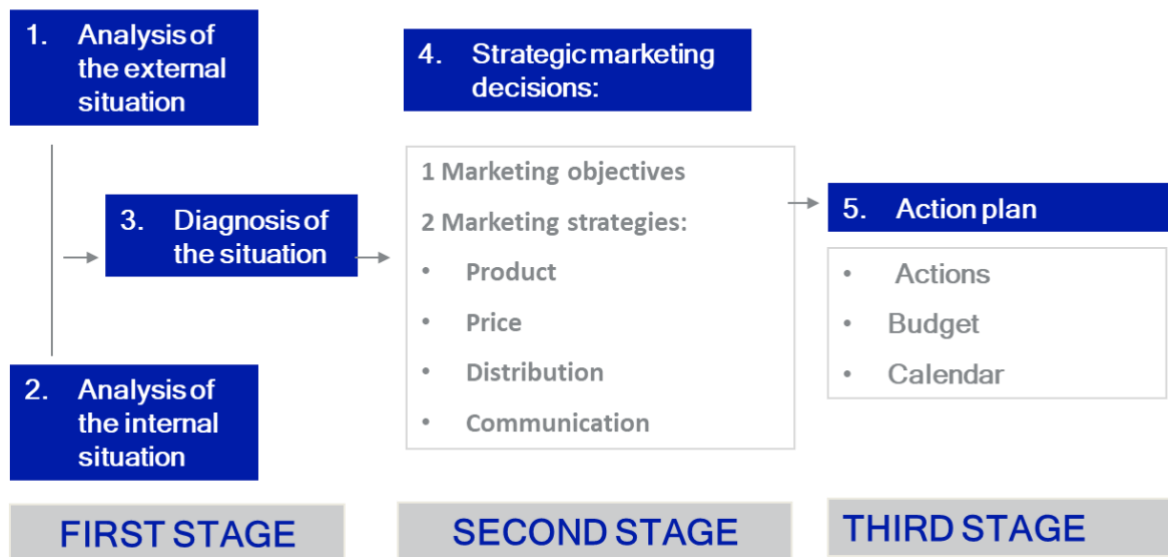 1. Analysis of
the external
situation
2. Analysis of
the internal
situation
3. Diagnosis of
the situation
FIRST STAGE
4. Strategic marketing
decisions:
1 Marketing objectives
2 Marketing strategies:
• Product
• Price
• Distribution
• Communication
SECOND STAGE
5. Action plan
• Actions
• Budget
• Calendar
THIRD STAGE